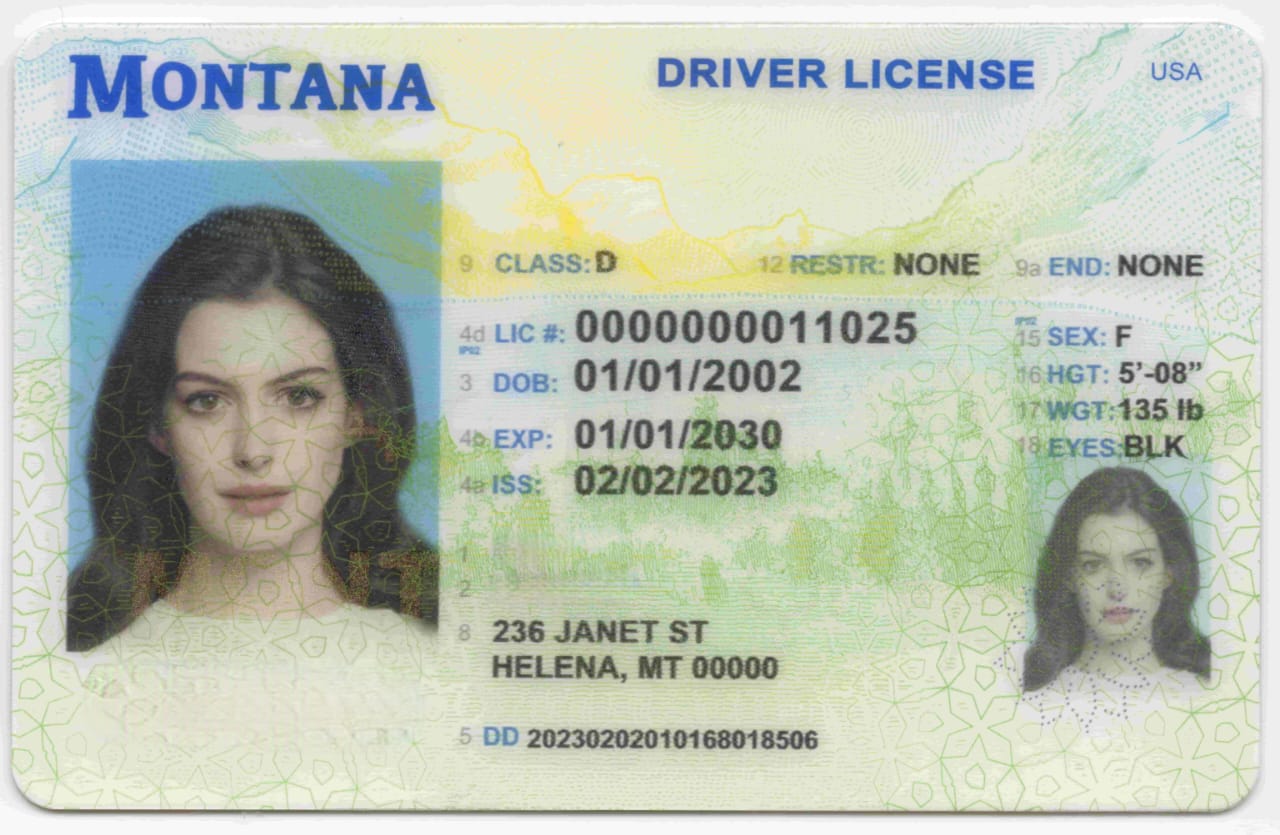 MONTANA
DRIVER LICENSE
USA
9 CLASS: D
12 RESTR: NONE
9a END: NONE
4d LIC #: 0000000011025
IP02
3 DOB: 01/01/2002
4b EXP: 01/01/2030
4a ISS: 02/02/2023
IP02
15 SEX: F
16 HGT: 5’-08”
17 WGT: 135 lb
18 EYES: BLK
1
2
8 236 JANET ST
HELENA, MT 00000
5 DD 20230202010168018506